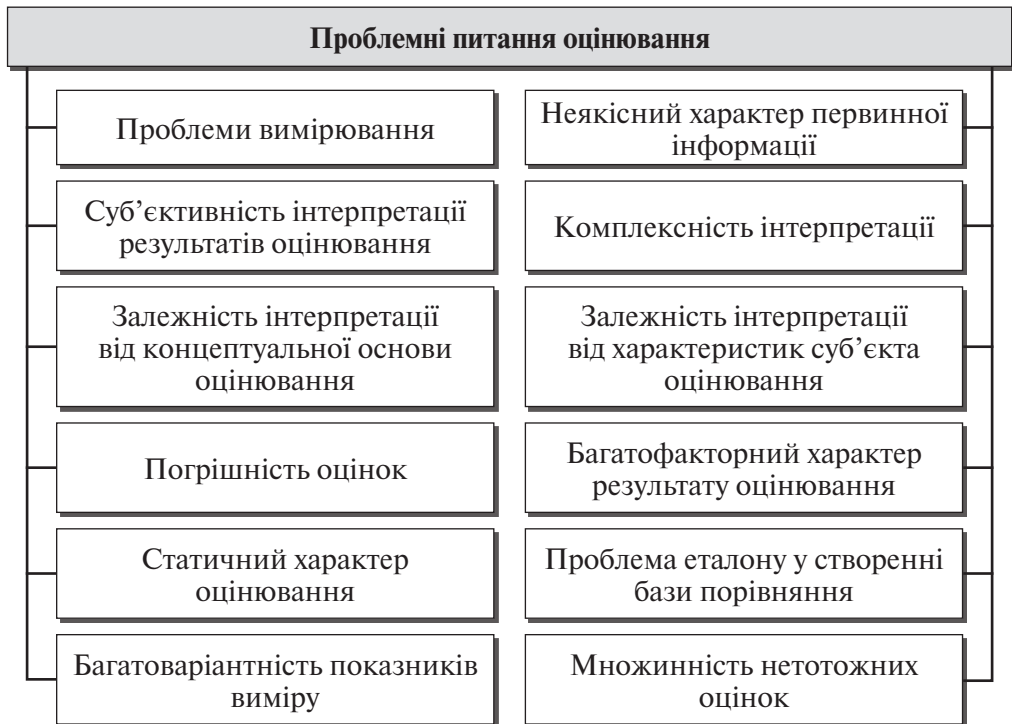 Проблемні питання оцінювання
Проблеми вимірювання
Неякісний характер первинної
інформації
Суб’єктивність інтерпретації
результатів оцінювання
Комплексність інтерпретації
Залежність інтерпретації
від концептуальної основи
оцінювання
Залежність інтерпретації
від характеристик суб’єкта
оцінювання
Погрішність оцінок
Багатофакторний характер
результату оцінювання
Статичний характер
оцінювання
Проблема еталону у створенні
бази порівняння
Багатоваріантність показників
виміру
Множинність нетотожних
оцінок